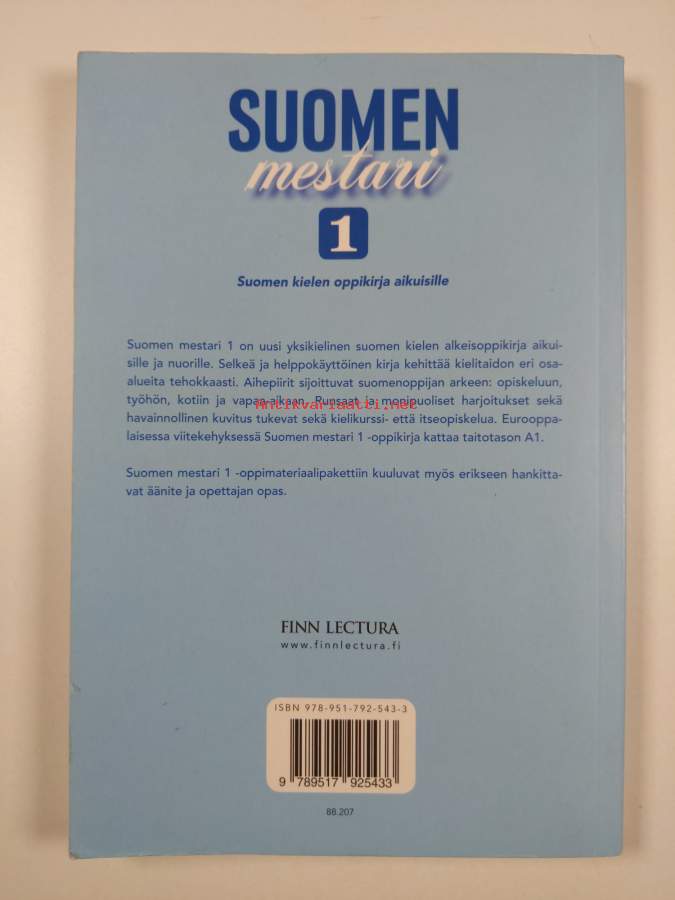 SUOMEN
mestari
1
Suomen kielen oppikirja aikuisille
Suomen mestari 1 on uusi yksikielinen suomen kielen alkeisoppikirja aikui-
sille ja nuorille. Selkeä ja helppokäyttöinen kirja kehittää kielitaidon eri osa-
alueita tehokkaasti. Aihepiirit sijoittuvat suomenoppijan arkeen: opiskeluun,
työhön, kotiin ja vapaa-aikaan. Runsaat ja monipuoliset harjoitukset sekä
Antikvariaatti.net
havainnollinen kuvitus tukevat sekä kielikurssi- että itseopiskelua. Eurooppa-
laisessa viitekehyksessä Suomen mestari 1 -oppikirja kattaa taitotason A1.
Suomen mestari 1 -oppimateriaalipakettiin kuuluvat myös erikseen hankitta-
vat äänite ja opettajan opas.
FINN LECTURA
www.finnlectura.fi
ISBN 978-951-792-543-3
9 789517 925433
88.207